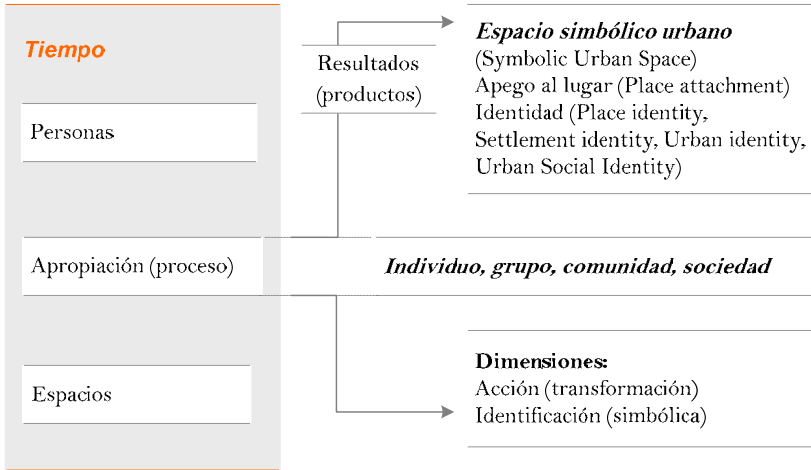 Tiempo
Personas
Apropiación (proceso)
Espacios
Resultados
(productos)
Espacio simbólico urbano
(Symbolic Urban Space)
Apego al lugar (Place attachment)
Identidad (Place identity,
Settlement identity, Urban identity,
Urban Social Identity)
Individuo, grupo, comunidad, sociedad
Dimensiones:
Acción (transformación)
Identificación (simbólica)